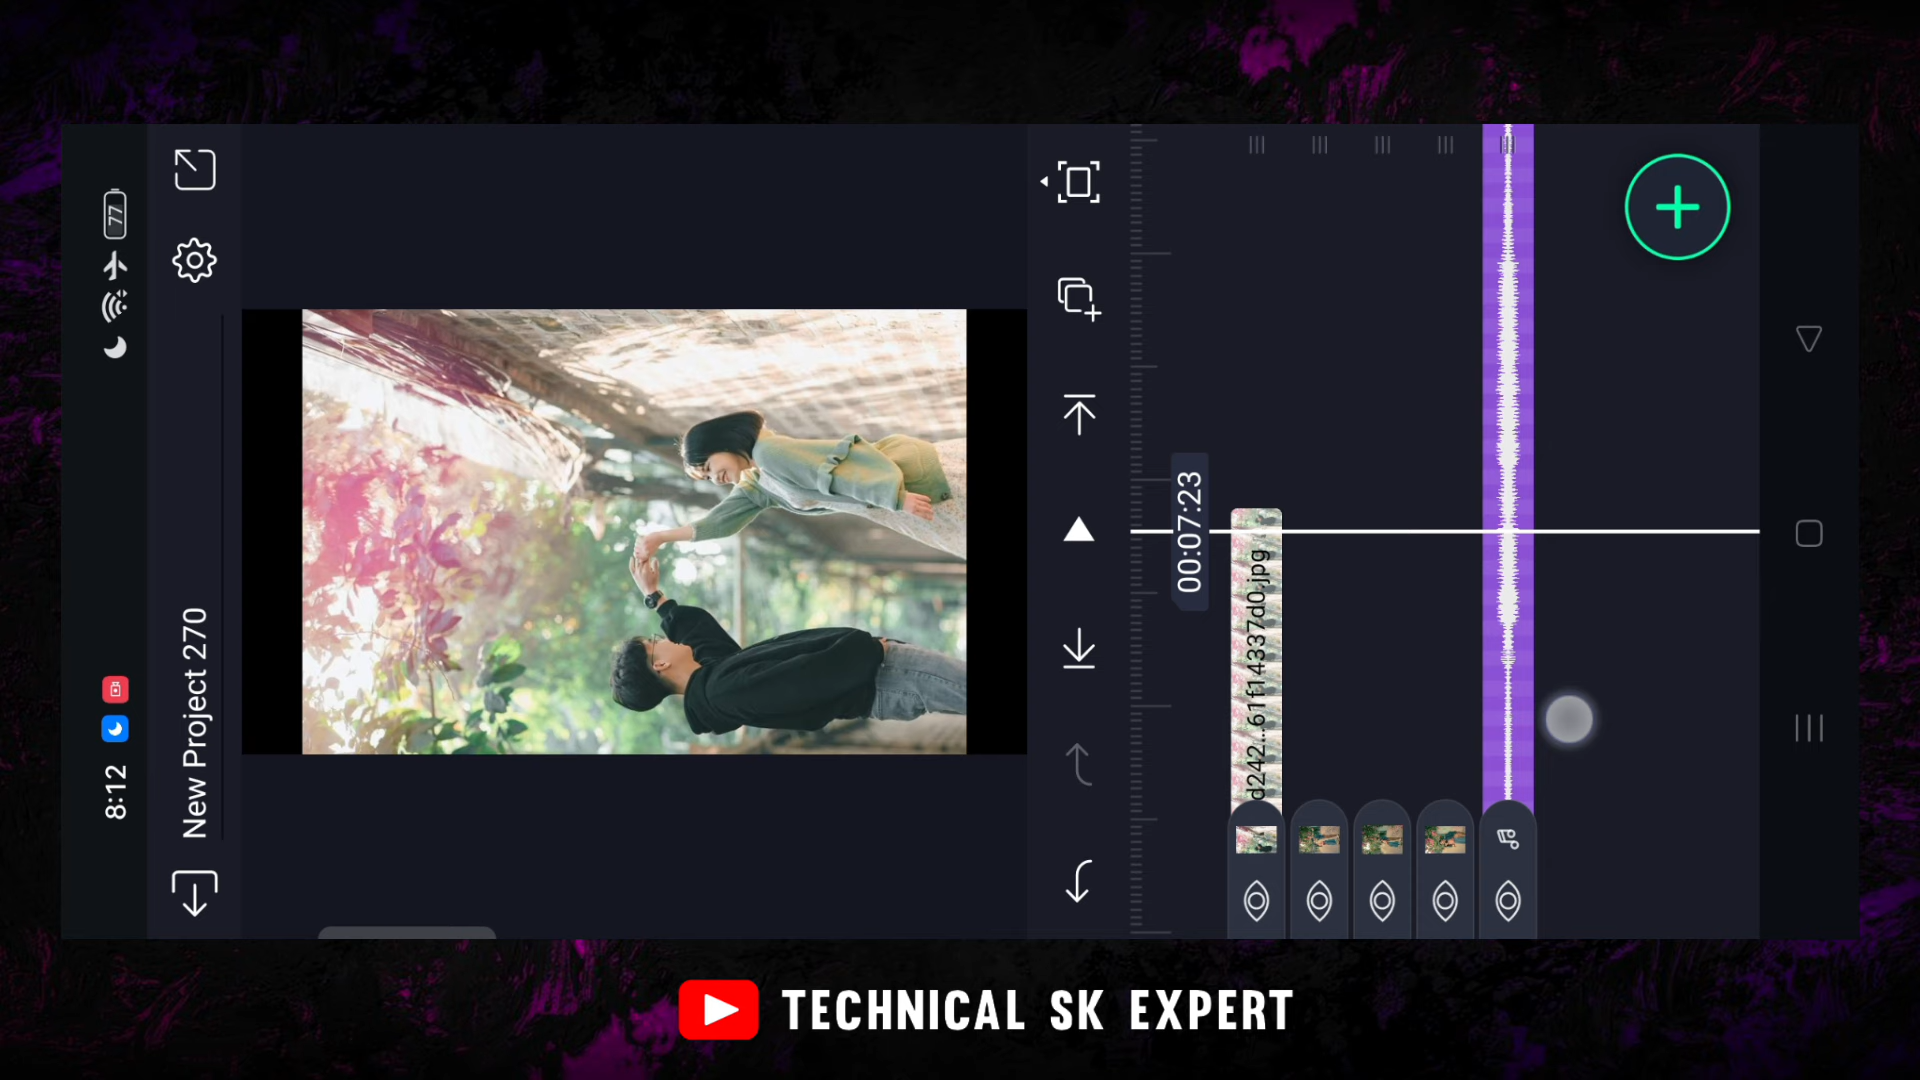 8:12
77
New Project 270
00:07:23
d242...61f14337d0.jpg
TECHNICAL SK EXPERT